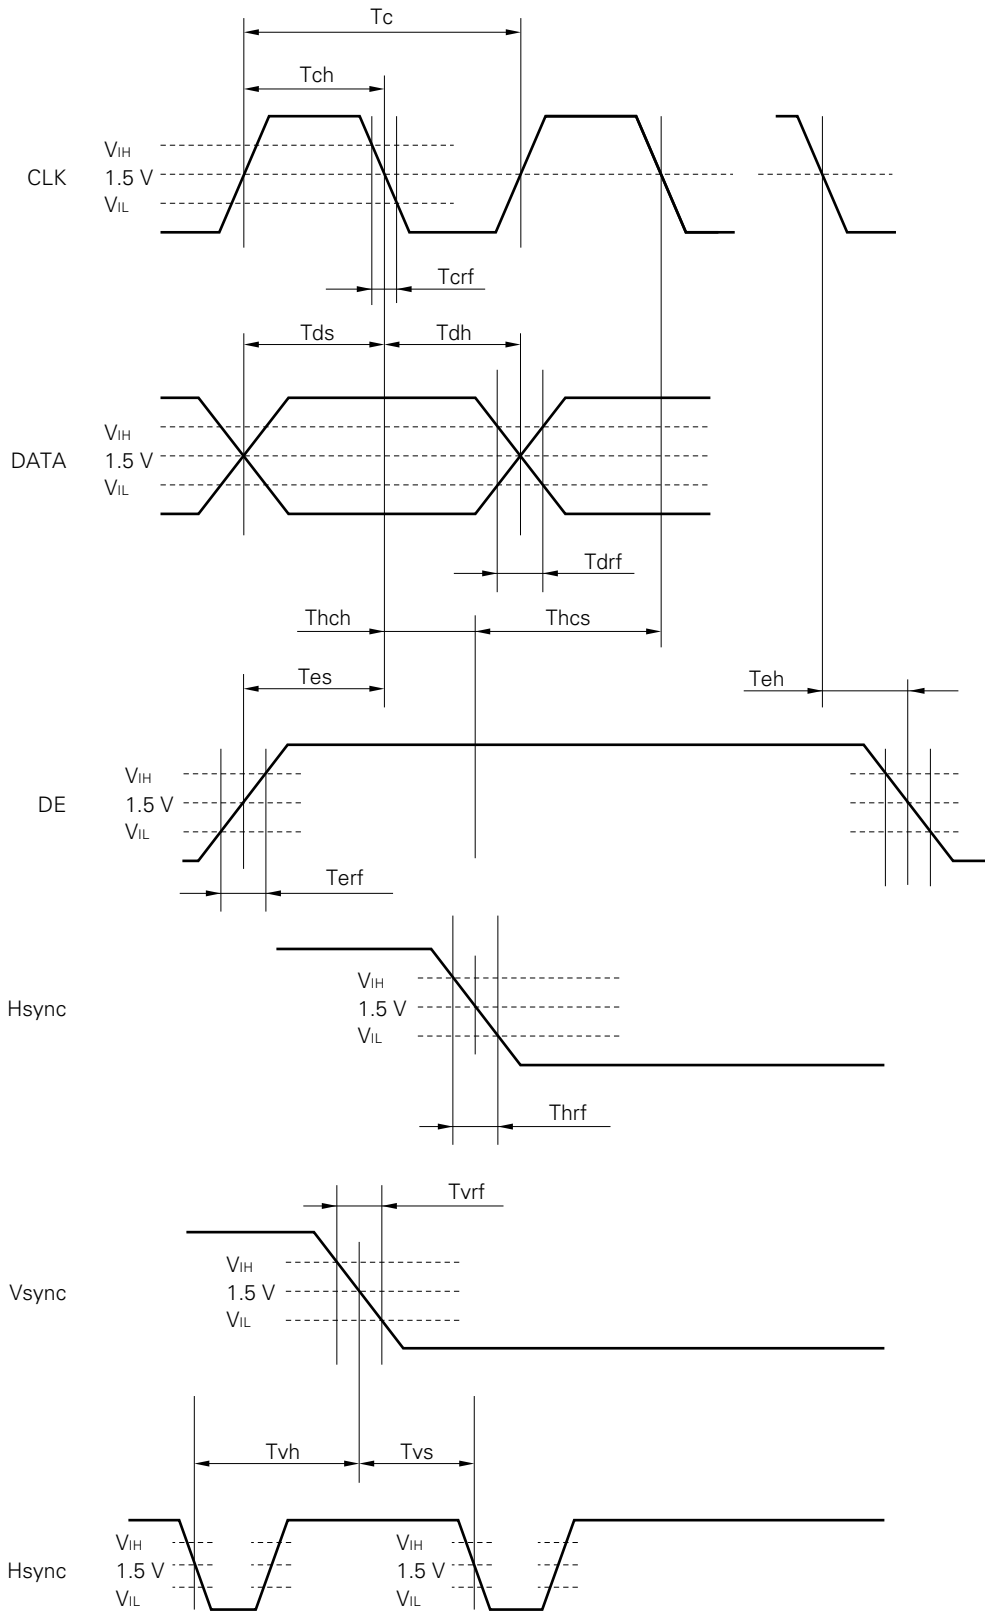 Tc
Tch
VIH
CLK 1.5 V
VIL
Tcrf
Tds Tdh
VIH
DATA 1.5 V
VIL
Tdrf
Thch Thcs
Tes Teh
VIH
DE 1.5 V
VIL
Terf
VIH
Hsync 1.5 V
VIL
Thrf
Tvrf
VIH
Vsync 1.5 V
VIL
Tvh Tvs
VIH VIH
Hsync 1.5 V 1.5 V
VIL VIL